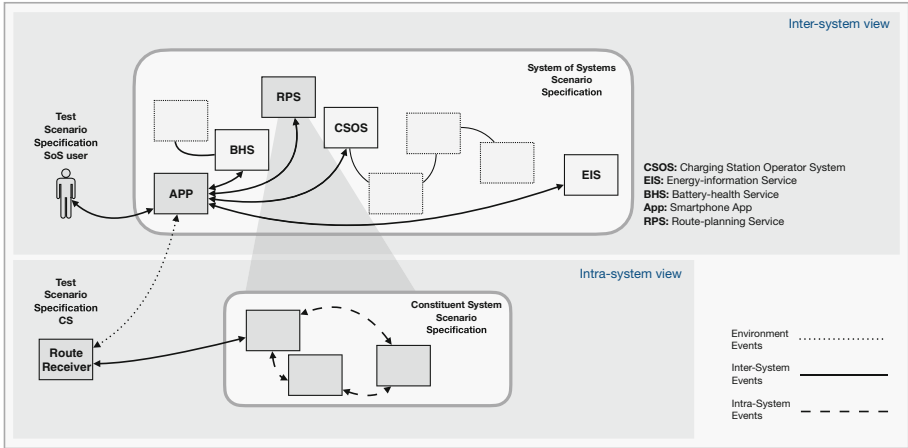 Inter-system view
System of Systems
Scenario
Specification
Test
Scenario
Specification
SoS user
RPS
CSOS
BHS
APP
EIS
CSOS: Charging Station Operator System
EIS: Energy-information Service
BHS: Battery-health Service
App: Smartphone App
RPS: Route-planning Service
Intra-system view
Test
Scenario
Specification
CS
Route
Receiver
Constituent System
Scenario
Specification
Environment
Events
Inter-System
Events
Intra-System
Events